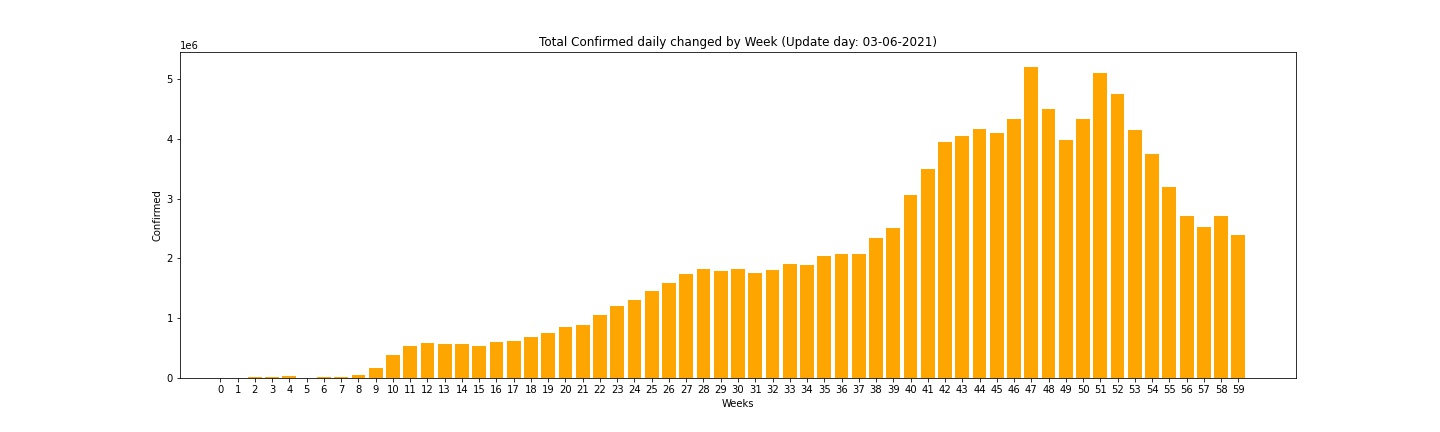 Total Confirmed daily changed by Week (Update day: 03-06-2021)
1e6
5
4
3
2
1
0
Confirmed
0 1 2 3 4 5 6 7 8 9 10 11 12 13 14 15 16 17 18 19 20 21 22 23 24 25 26 27 28 29 30 31 32 33 34 35 36 37 38 39 40 41 42 43 44 45 46 47 48 49 50 51 52 53 54 55 56 57 58 59
Weeks